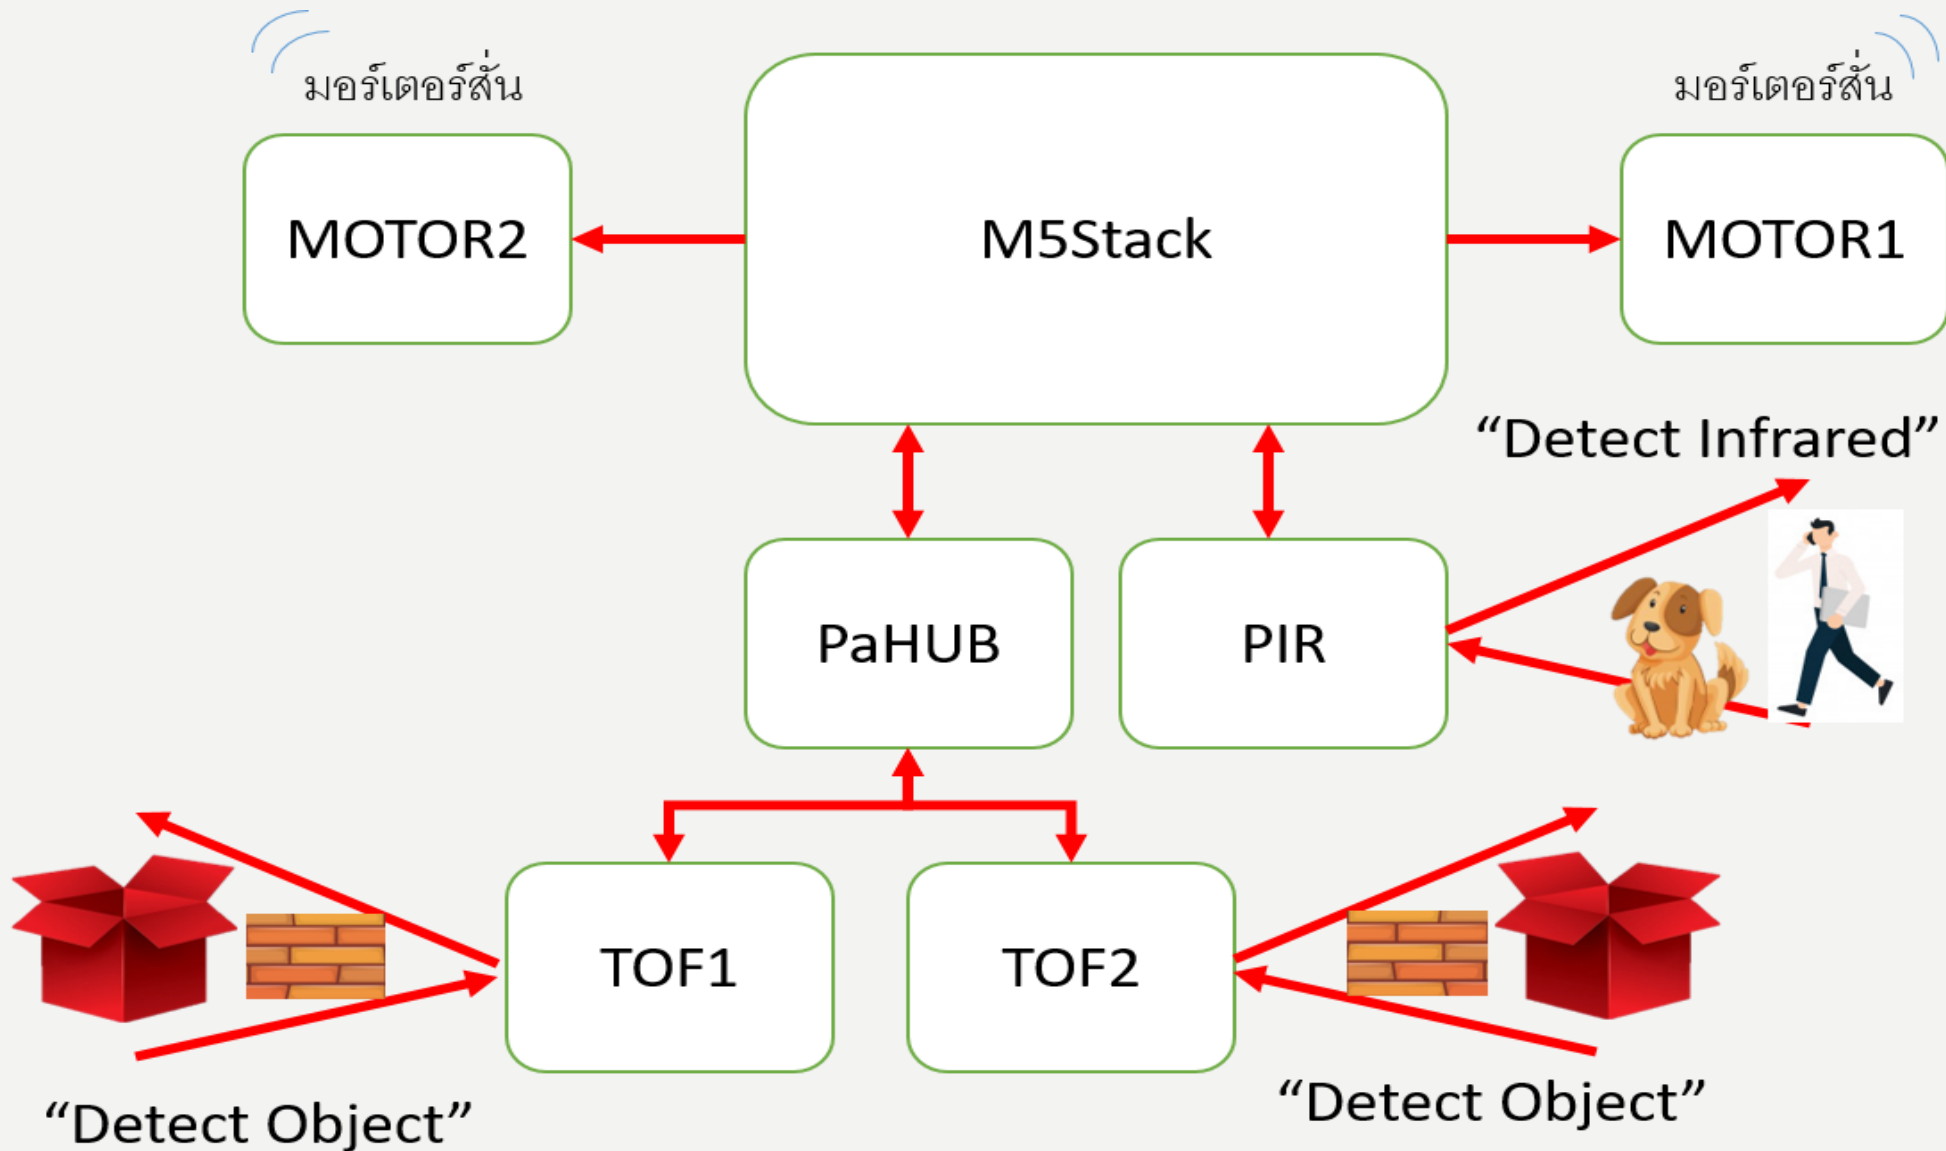 มอร์เตอร์สั่น
มอร์เตอร์สั่น
MOTOR2
M5Stack
MOTOR1
“Detect Infrared”
PaHUB
PIR
TOF1
TOF2
“Detect Object”
“Detect Object”